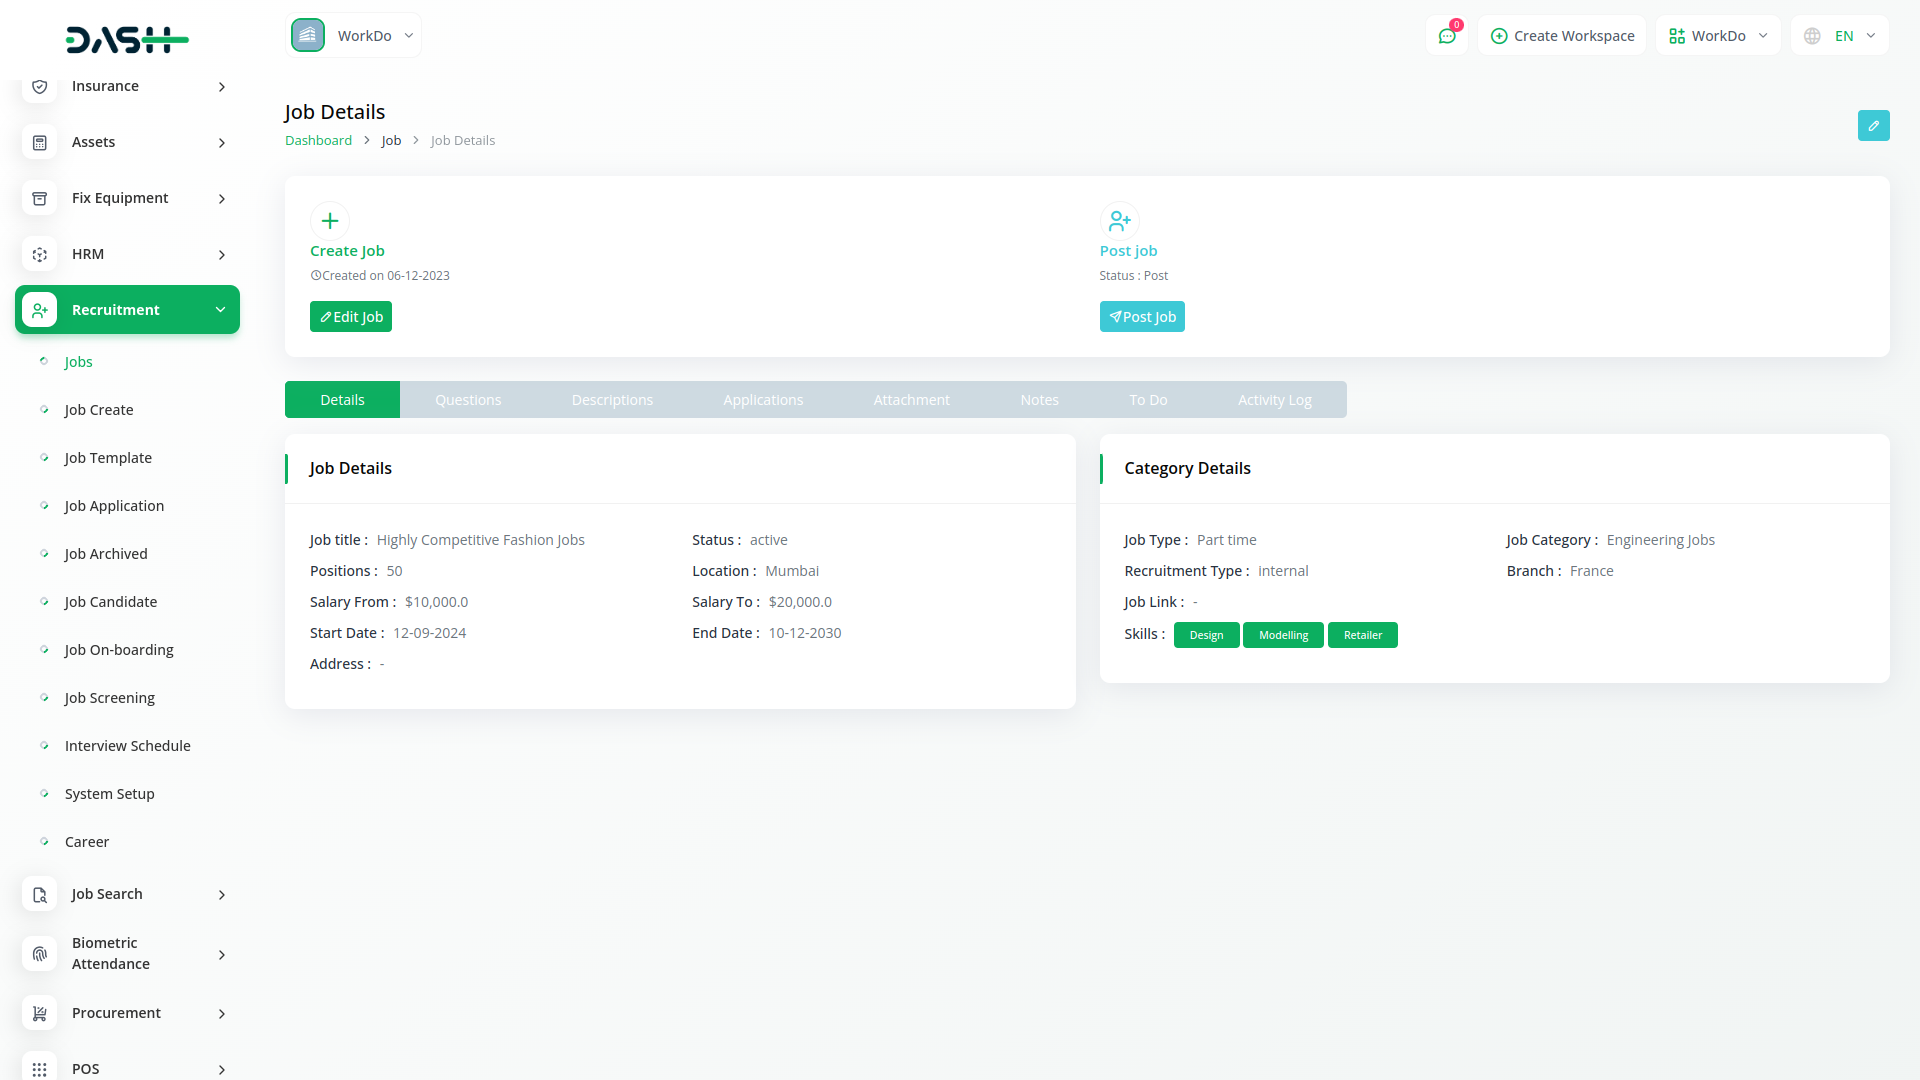 DASH
WorkDo
0
Create Workspace
WorkDo
EN
Insurance
Assets
Fix Equipment
HRM
Recruitment
Jobs
Job Create
Job Template
Job Application
Job Archived
Job Candidate
Job On-boarding
Job Screening
Interview Schedule
System Setup
Career
Job Search
Biometric
Attendance
Procurement
POS
Job Details
Dashboard > Job > Job Details
Create Job
Created on 06-12-2023
Edit Job
Post job
Status : Post
Post Job
Details Questions Descriptions Applications Attachment Notes To Do Activity Log
Job Details
Job title : Highly Competitive Fashion Jobs Status : active
Positions : 50 Location : Mumbai
Salary From : $10,000.0 Salary To : $20,000.0
Start Date : 12-09-2024 End Date : 10-12-2030
Address : -
Category Details
Job Type : Part time Job Category : Engineering Jobs
Recruitment Type : internal Branch : France
Job Link : -
Skills : Design Modelling Retailer